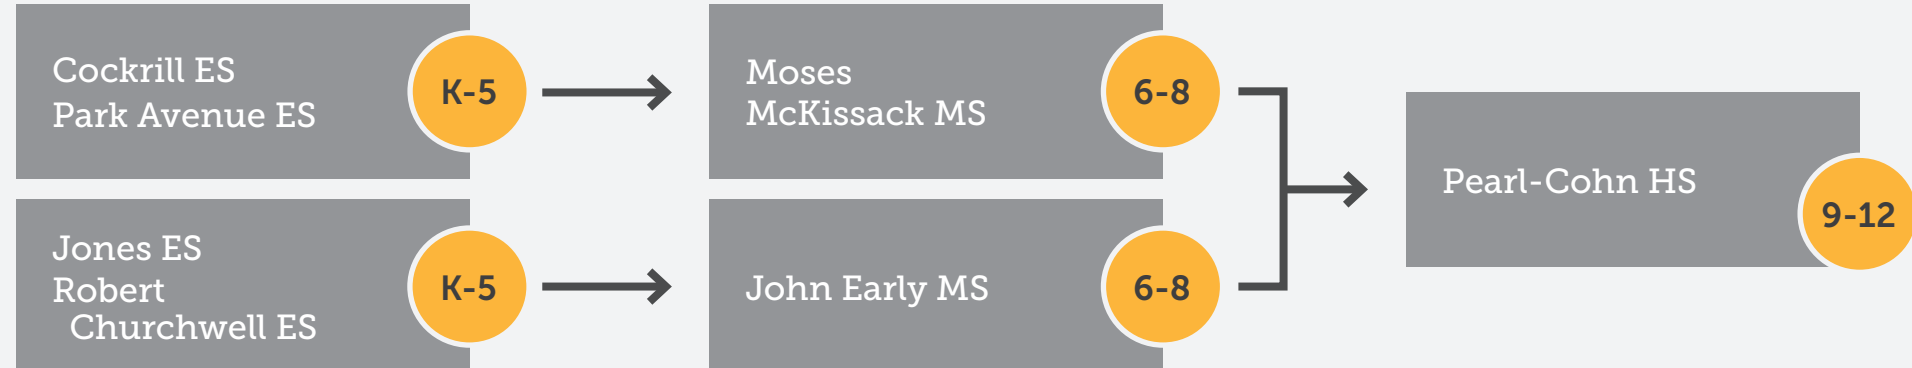 Cockrill ES
Park Avenue ES
K-5
Moses
McKissack MS
6-8
Jones ES
Robert
Churchwell ES
K-5
John Early MS
6-8
Pearl-Cohn HS
9-12